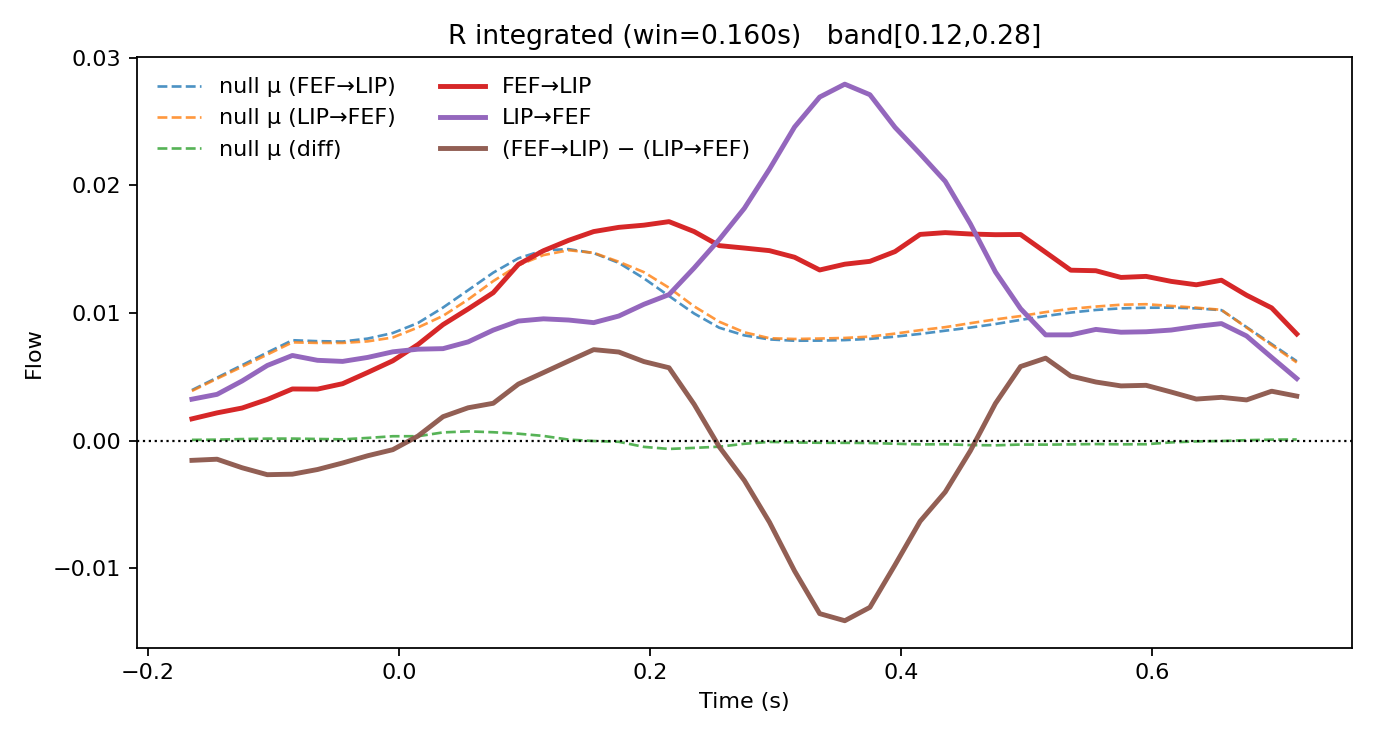 R integrated (win=0.160s)   band[0.12,0.28]
null μ (FEF→LIP)
null μ (LIP→FEF)
null μ (diff)
FEF→LIP
LIP→FEF
(FEF→LIP) − (LIP→FEF)
Flow
0.03
0.02
0.01
0.00
−0.01
−0.2
0.0
0.2
0.4
0.6
Time (s)